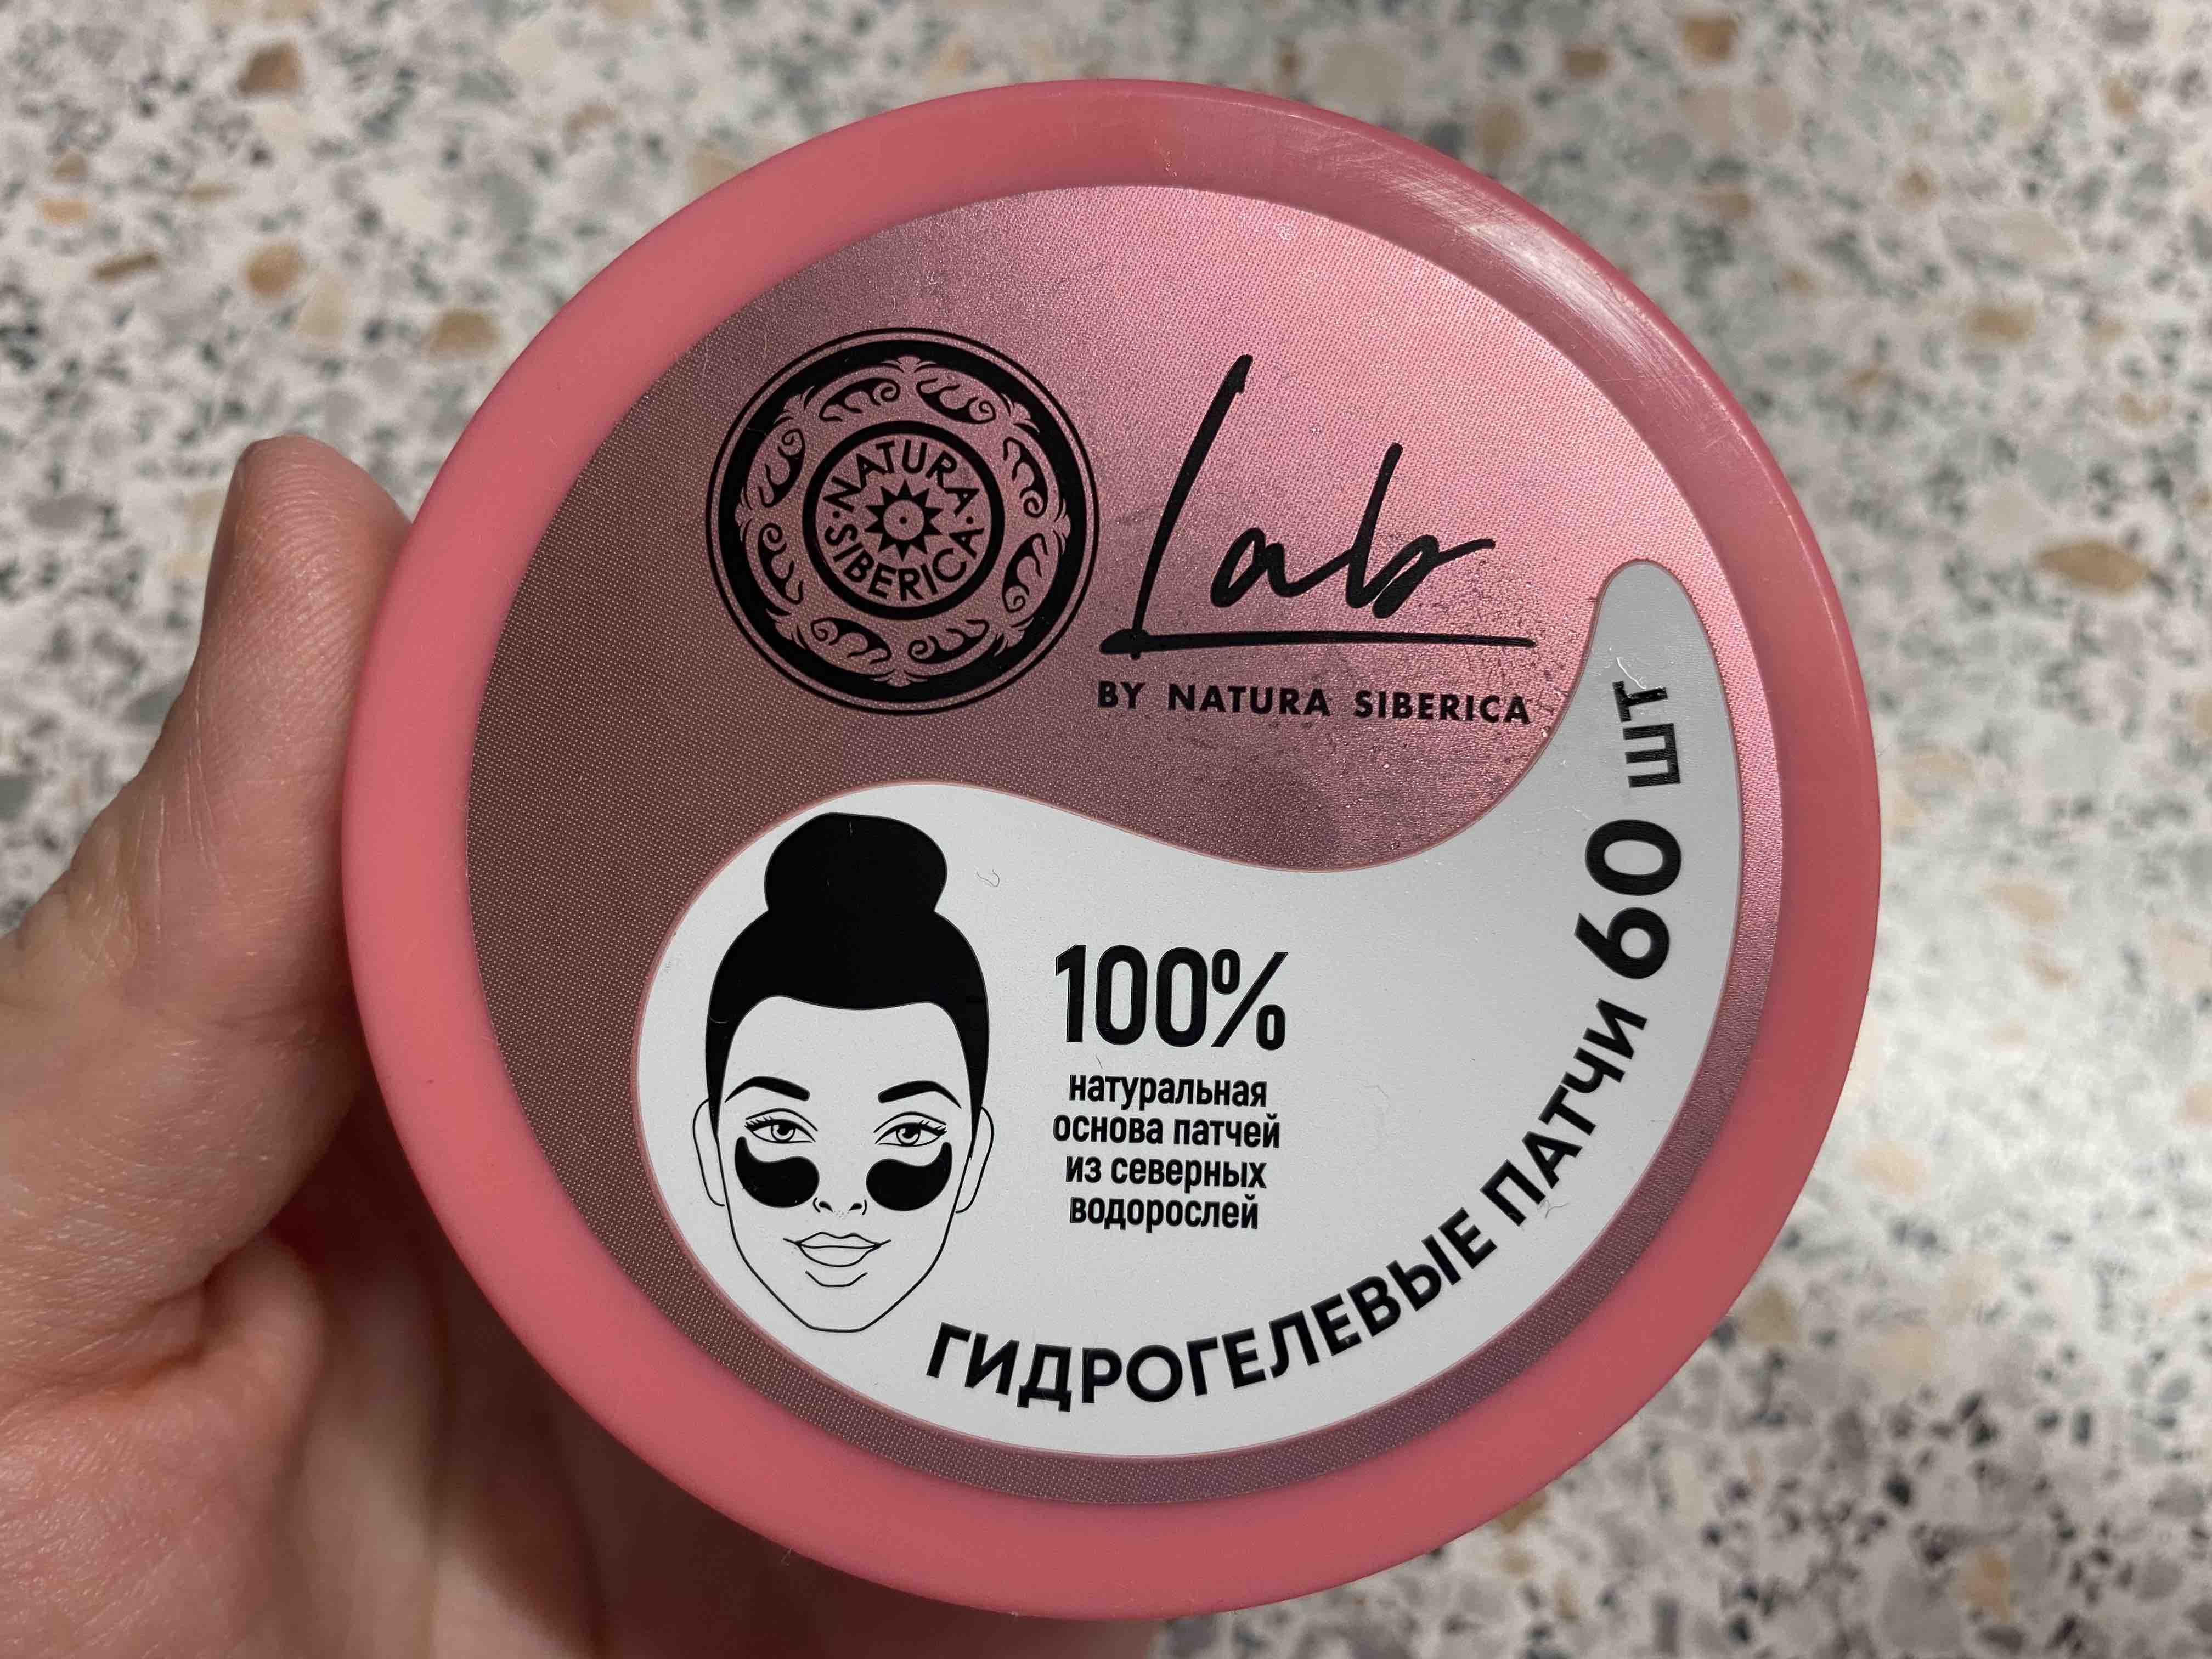 NATURA
SIBERICA
Lab
BY NATURA SIBERICA
100%
натуральная
основа патчей
из северных
водорослей
ГИДРОГЕЛЕВЫЕ ПАТЧИ 60 шт